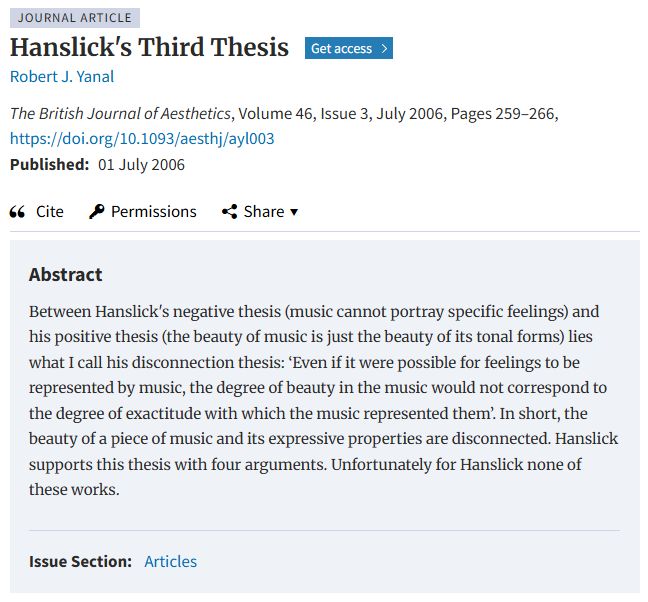 JOURNAL ARTICLE
Hanslick's Third Thesis Get access
Robert J. Yanal
The British Journal of Aesthetics, Volume 46, Issue 3, July 2006, Pages 259–266,
https://doi.org/10.1093/aesthj/ayl003
Published: 01 July 2006
Cite Permissions Share
Abstract
Between Hanslick's negative thesis (music cannot portray specific feelings) and
his positive thesis (the beauty of music is just the beauty of its tonal forms) lies
what I call his disconnection thesis: ‘Even if it were possible for feelings to be
represented by music, the degree of beauty in the music would not correspond to
the degree of exactitude with which the music represented them’. In short, the
beauty of a piece of music and its expressive properties are disconnected. Hanslick
supports this thesis with four arguments. Unfortunately for Hanslick none of
these works.
Issue Section: Articles